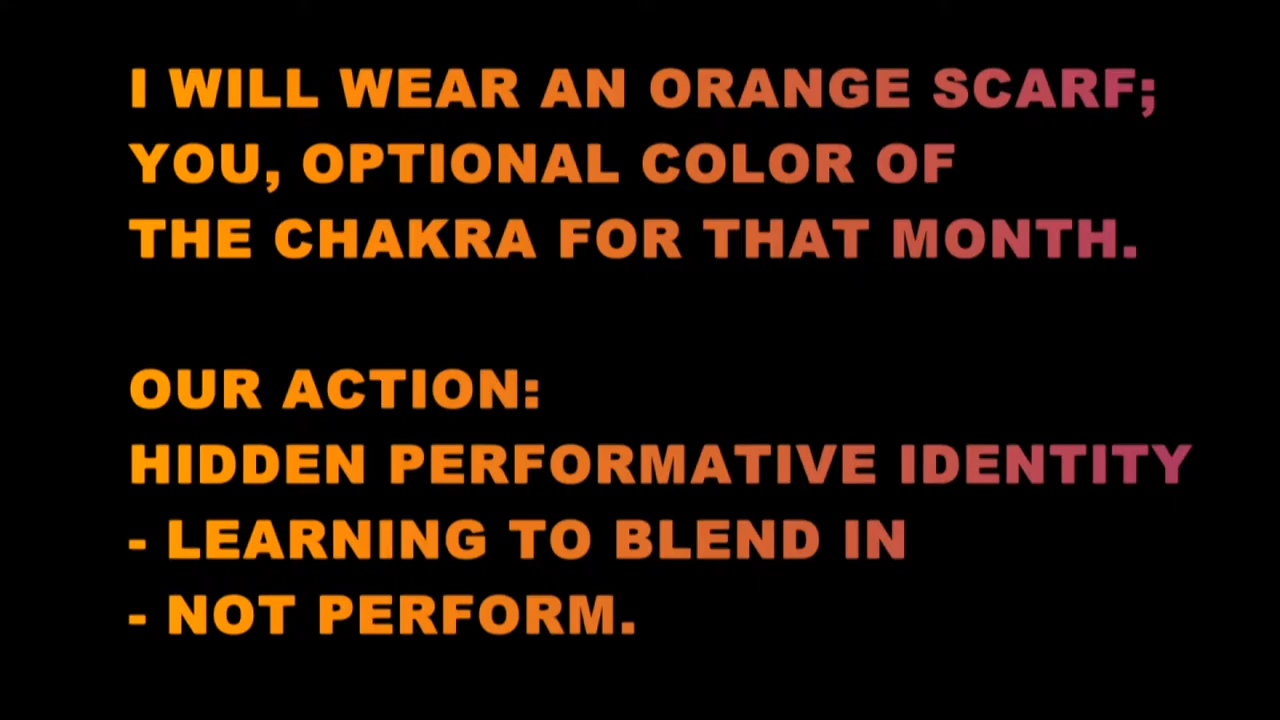 I WILL WEAR AN ORANGE SCARF;
YOU, OPTIONAL COLOR OF
THE CHAKRA FOR THAT MONTH.
OUR ACTION:
HIDDEN PERFORMATIVE IDENTITY
- LEARNING TO BLEND IN
- NOT PERFORM.